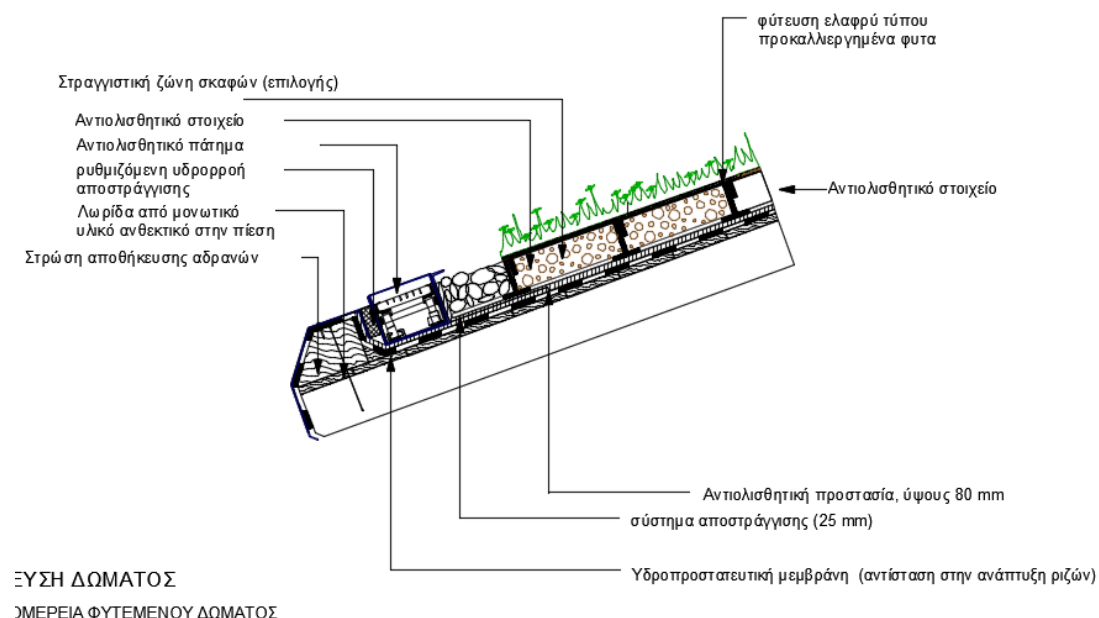 φύτευση ελαφρύ τύπου
προκαλλιεργημένα φυτα
Στραγγιστική ζώνη σκαφών (επιλογής)
Αντιολισθητικό στοιχείο
Αντιολισθητικό πάτημα
ρυθμιζόμενη υδρορροή
αποστράγγισης
Λωρίδα από μονωτικό
υλικό ανθεκτικό στην πίεση
Στρώση αποθήκευσης αδρανών
Αντιολισθητικό στοιχείο
Αντιολισθητική προστασία, ύψους 80 mm
σύστημα αποστράγγισης (25 mm)
Υδροπροστατευτική μεμβράνη (αντίσταση στην ανάπτυξη ριζών)
ΕΥΣΗ ΔΩΜΑΤΟΣ
ΟΜΕΡΕΙΑ ΦΥΤΕΜΕΝΟΥ ΔΩΜΑΤΟΣ